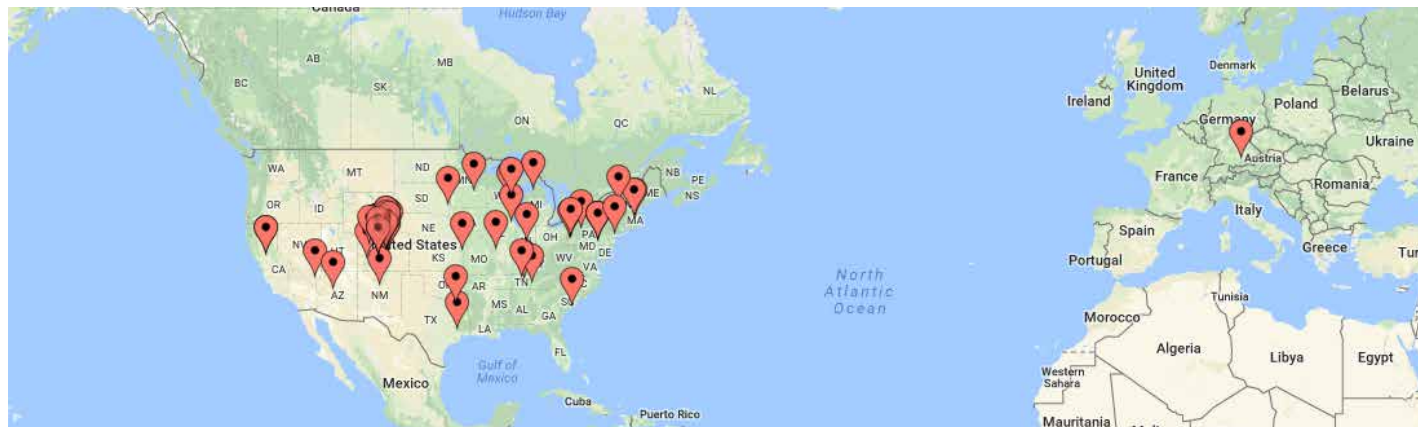 Canada
Hudson Bay
AB
MB
BC
SK
NL
ON
QC
Denmark
United
Kingdom
Ireland
Belarus
Poland
Germany
Ukraine
Austria
France
Romania
Italy
Spain
Portugal
Greece
WA
MT
ND
MN
NB
PE
NS
ME
OR
ID
SD
MI
MA
NE
OH
PA
MD
DE
NV
UT
United States
KS
MO
WV
VA
CA
AZ
NM
AR
TN
MS
AL
GA
SC
TX
LA
FL
North
Atlantic
Ocean
Gulf of
Mexico
Mexico
Cuba
Puerto Rico
Tunisia
Morocco
Algeria
Libya
Egypt
Western
Sahara
Mauritania